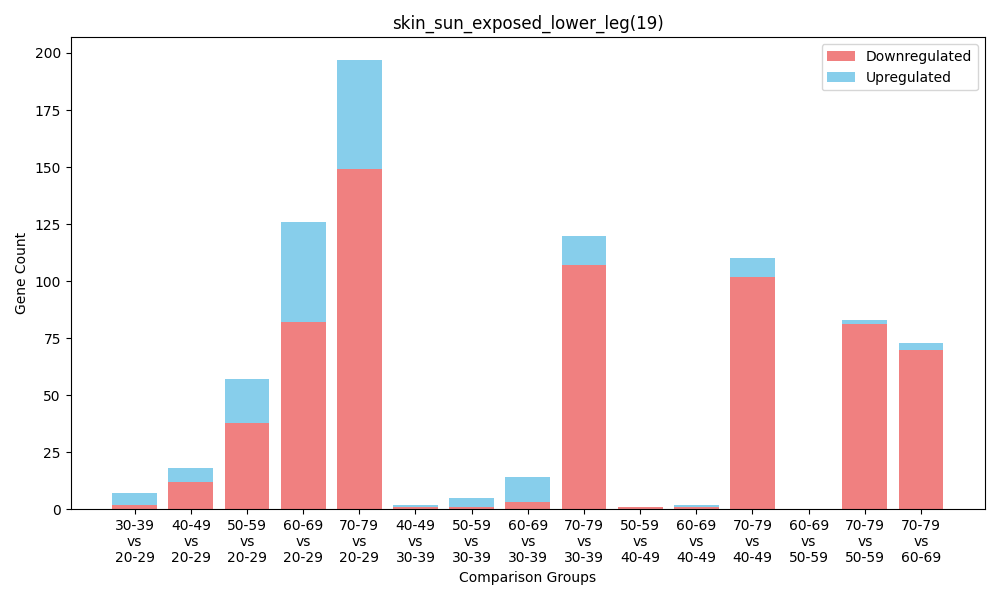 skin_sun_exposed_lower_leg(19)
Downregulated
Upregulated
Gene Count
200
175
150
125
100
75
50
25
0
30-39
vs
20-29
40-49
vs
20-29
50-59
vs
20-29
60-69
vs
20-29
70-79
vs
20-29
40-49
vs
30-39
50-59
vs
30-39
60-69
vs
30-39
70-79
vs
30-39
50-59
vs
40-49
60-69
vs
40-49
70-79
vs
40-49
60-69
vs
50-59
70-79
vs
50-59
70-79
vs
60-69
Comparison Groups